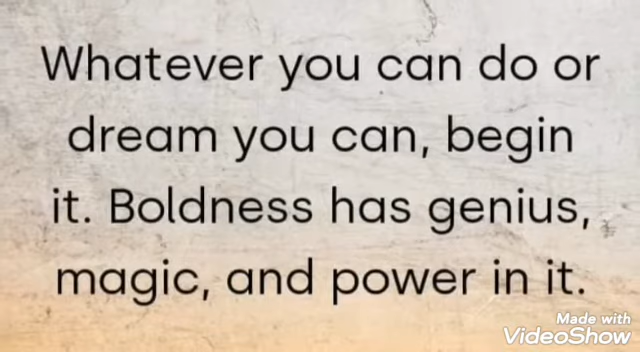 Whatever you can do or
dream you can, begin
it. Boldness has genius,
magic, and power in it.
Made with
VideoShow